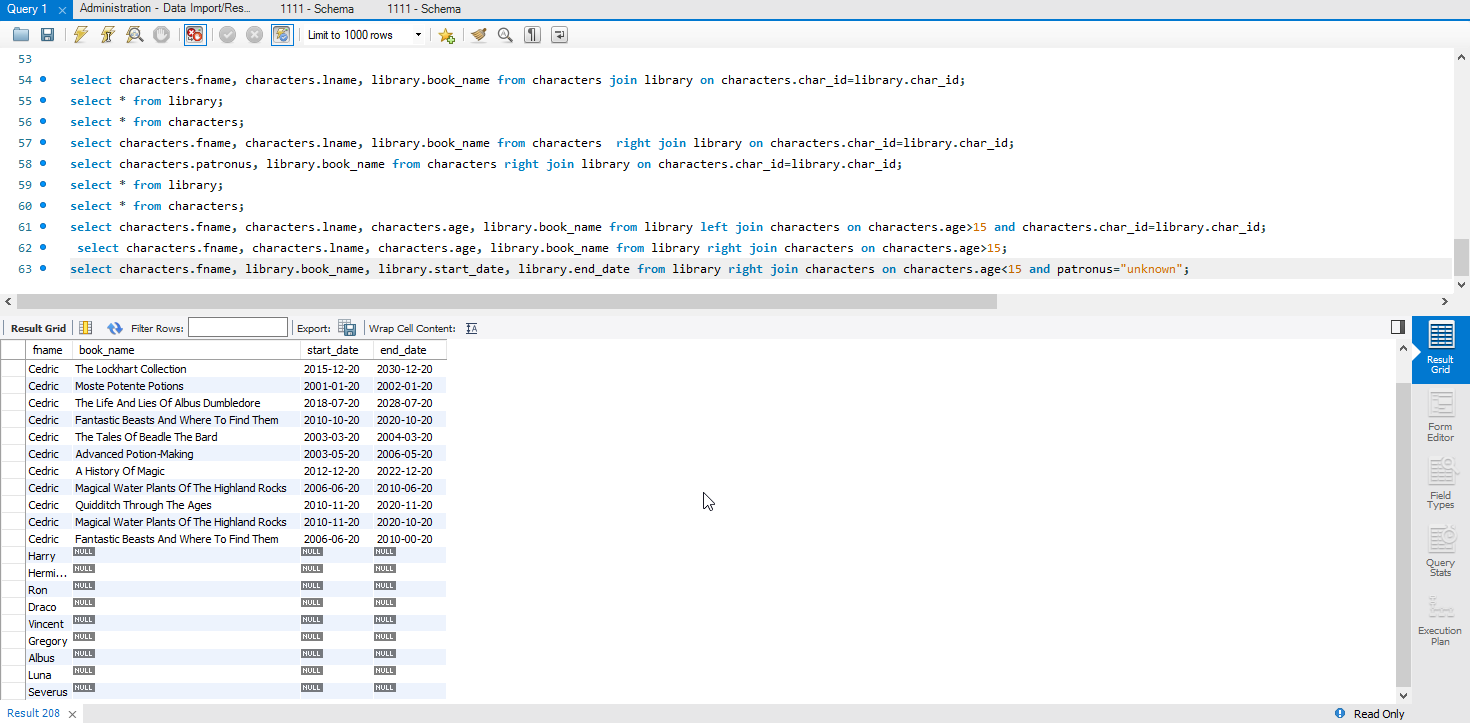 Query 1 Administration - Data Import/Res... 1111 - Schema 1111 - Schema
Limit to 1000 rows
53
54 select characters.fname, characters.lname, library.book_name from characters join library on characters.char_id=library.char_id;
55 select * from library;
56 select * from characters;
57 select characters.fname, characters.lname, library.book_name from characters  right join library on characters.char_id=library.char_id;
58 select characters.patronus, library.book_name from characters right join library on characters.char_id=library.char_id;
59 select * from library;
60 select * from characters;
61 select characters.fname, characters.lname, characters.age, library.book_name from library left join characters on characters.age>15 and characters.char_id=library.char_id;
62 select characters.fname, characters.lname, characters.age, library.book_name from library right join characters on characters.age>15;
63 select characters.fname, library.book_name, library.start_date, library.end_date from library right join characters on characters.age<15 and patronus="unknown";
Result Grid Filter Rows: Export: Wrap Cell Content:
fname book_name start_date end_date
Cedric The Lockhart Collection 2015-12-20 2030-12-20
Cedric Moste Potente Potions 2001-01-20 2002-01-20
Cedric The Life And Lies Of Albus Dumbledore 2018-07-20 2028-07-20
Cedric Fantastic Beasts And Where To Find Them 2010-10-20 2020-10-20
Cedric The Tales Of Beadle The Bard 2003-03-20 2004-03-20
Cedric Advanced Potion-Making 2003-05-20 2006-05-20
Cedric A History Of Magic 2012-12-20 2022-12-20
Cedric Magical Water Plants Of The Highland Rocks 2006-06-20 2010-06-20
Cedric Quidditch Through The Ages 2010-11-20 2020-11-20
Cedric Magical Water Plants Of The Highland Rocks 2010-11-20 2020-10-20
Cedric Fantastic Beasts And Where To Find Them 2006-06-20 2010-00-20
Harry NULL NULL NULL
Hermi... NULL NULL NULL
Ron NULL NULL NULL
Draco NULL NULL NULL
Vincent NULL NULL NULL
Gregory NULL NULL NULL
Albus NULL NULL NULL
Luna NULL NULL NULL
Severus NULL NULL NULL
Result
Grid
Form
Editor
Field
Types
Query
Stats
Execution
Plan
Result 208 Read Only